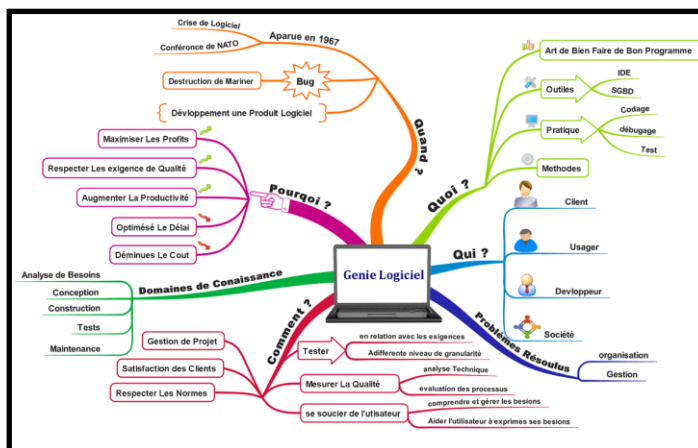 Genie Logiciel
Quand ?
Aparue en 1967
Crise de Logiciel
Conférence de NATO
Bug
Destruction de Mariner
Dévloppement une Produit Logiciel
Quoi ?
Art de Bien Faire de Bon Programme
Outiles
IDE
SGBD
Pratique
Codage
débugage
Test
Methodes
Qui ?
Client
Usager
Devloppeur
Société
Problémes Résoulus
organisation
Gestion
Comment ?
Tester
en relation avec les exigences
Adifferente niveau de granularité
Mesurer La Qualité
analyse Technique
evaluation des processus
se soucier de l'utisateur
comprendre et gérer les besions
Aider l'utilisateur à exprimes ses besions
Gestion de Projet
Satisfaction des Clients
Respecter Les Normes
Domaines de Conaissance
Analyse de Besoins
Conception
Construction
Tests
Maintenance
Pourqoi ?
Maximiser Les Profits
Respecter Les exigence de Qualité
Augmenter La Productivité
Optimésé Le Délai
Déminues Le Cout